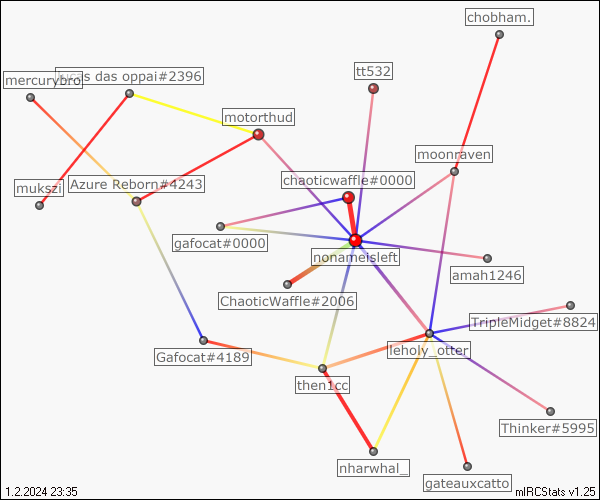 chobham.
tt532
mercurybro
lucas das oppai#2396
motorthud
moonraven
chaoticwaffle#0000
mukszi
Azure Reborn#4243
gafocat#0000
nonameisleft
amah1246
ChaoticWaffle#2006
TripleMidget#8824
Gafocat#4189
leholy_otter
then1cc
Thinker#5995
nharwhal_
gateauxcatto
1.2.2024 23:35
mIRCStats v1.25